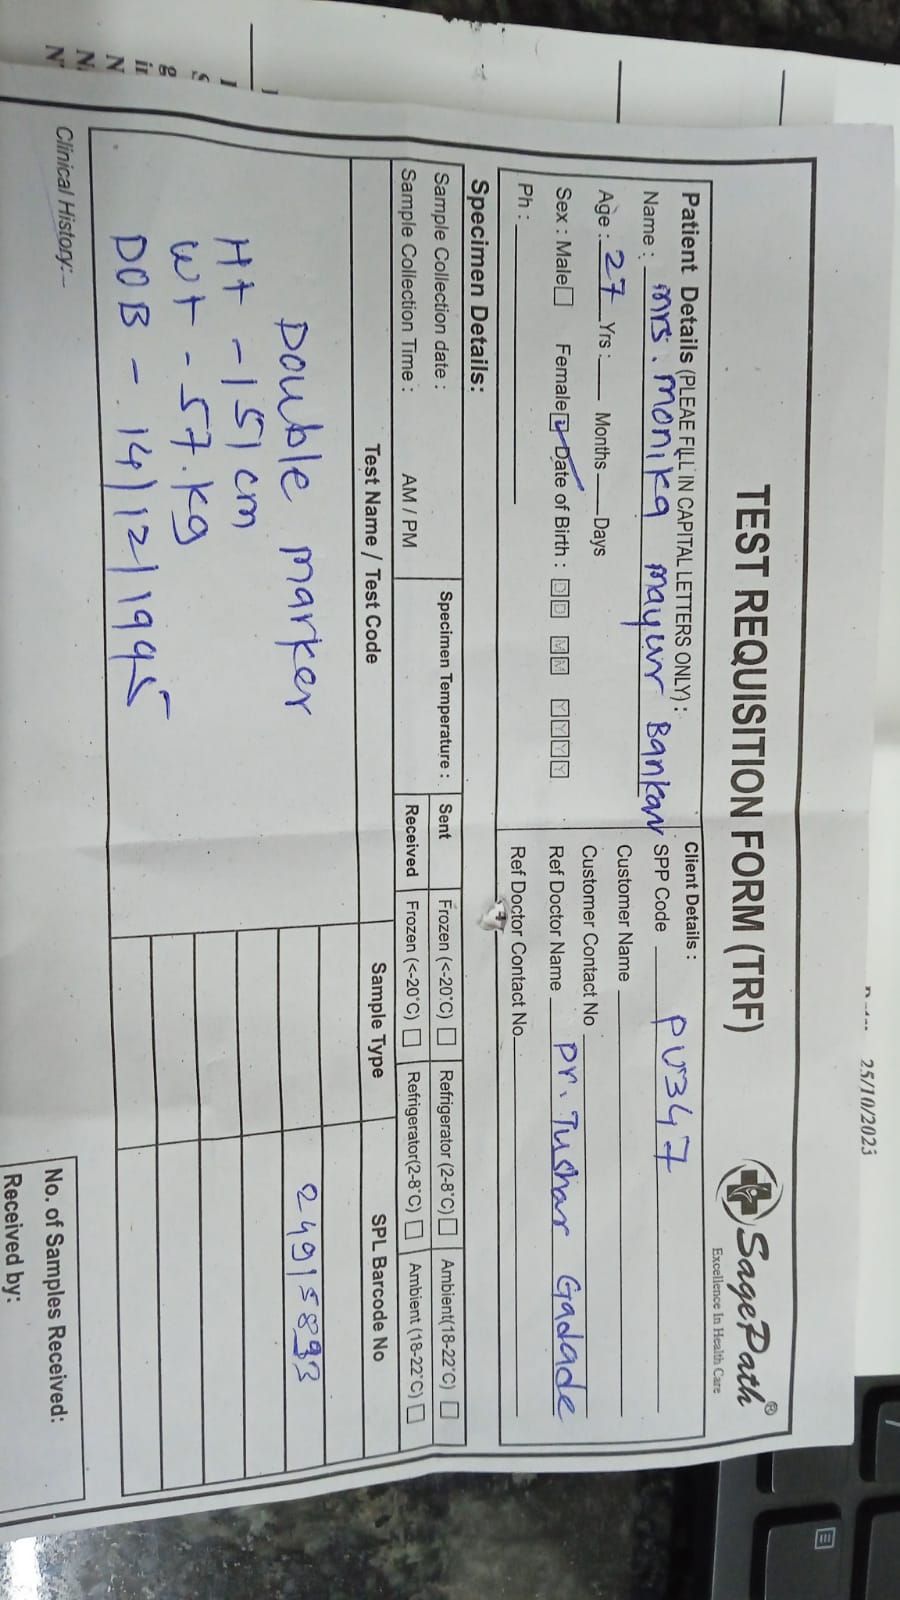 25/10/2023
TEST REQUISITION FORM (TRF)
SagePath®
Excellence In Health Care
Patient Details (PLEAE FILL IN CAPITAL LETTERS ONLY) :
Name : Mrs. Monika Mayur Bankar
Age : 27 Yrs : Months Days
Sex : Male Female Date of Birth : DD MM YYYY
Ph :
Client Details :
SPP Code PU347
Customer Name
Customer Contact No
Ref Doctor Name Dr. Tushar Gadade
Ref Doctor Contact No.
Specimen Details:
Sample Collection date :
Sample Collection Time : AM / PM
Specimen Temperature :
Sent Frozen (<-20°C) Refrigerator (2-8°C) Ambient(18-22°C)
Received Frozen (<-20°C) Refrigerator(2-8°C) Ambient (18-22°C)
Test Name / Test Code Sample Type SPL Barcode No
Double marker 24915893
Ht - 151 cm
Wt - 57.kg
DOB - 14/12/1995
Clinical History:-
No. of Samples Received:
Received by: